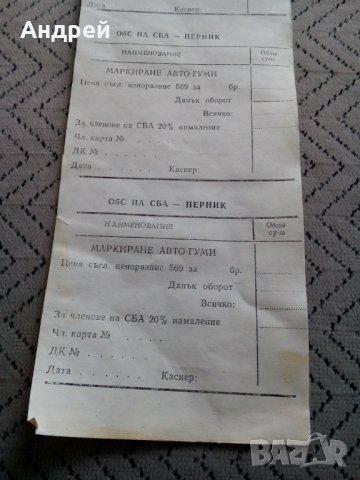 Дата . . . . . . Касиер:
Андрей
ОбС НА СБА — ПЕРНИК
НАИМЕНОВАНИЕ
Обща сума
МАРКИРАНЕ АВТО-ГУМИ
Цена съгл. ценоразпис 569 за бр.
Данък оборот
Всичко:
За членове на СБА 20% намаление
Чл. карта № . . . . . .
ДК № . . . . . . .
Дата . . . . . . Касиер:
ОбС НА СБА — ПЕРНИК
НАИМЕНОВАНИЕ
Обща сума
МАРКИРАНЕ АВТО-ГУМИ
Цена съгл. ценоразпис 569 за бр.
Данък оборот
Всичко:
За членове на СБА 20% намаление
Чл. карта № . . . . . .
ДК № . . . . . . .
Дата . . . . . . Касиер:
BAZAR